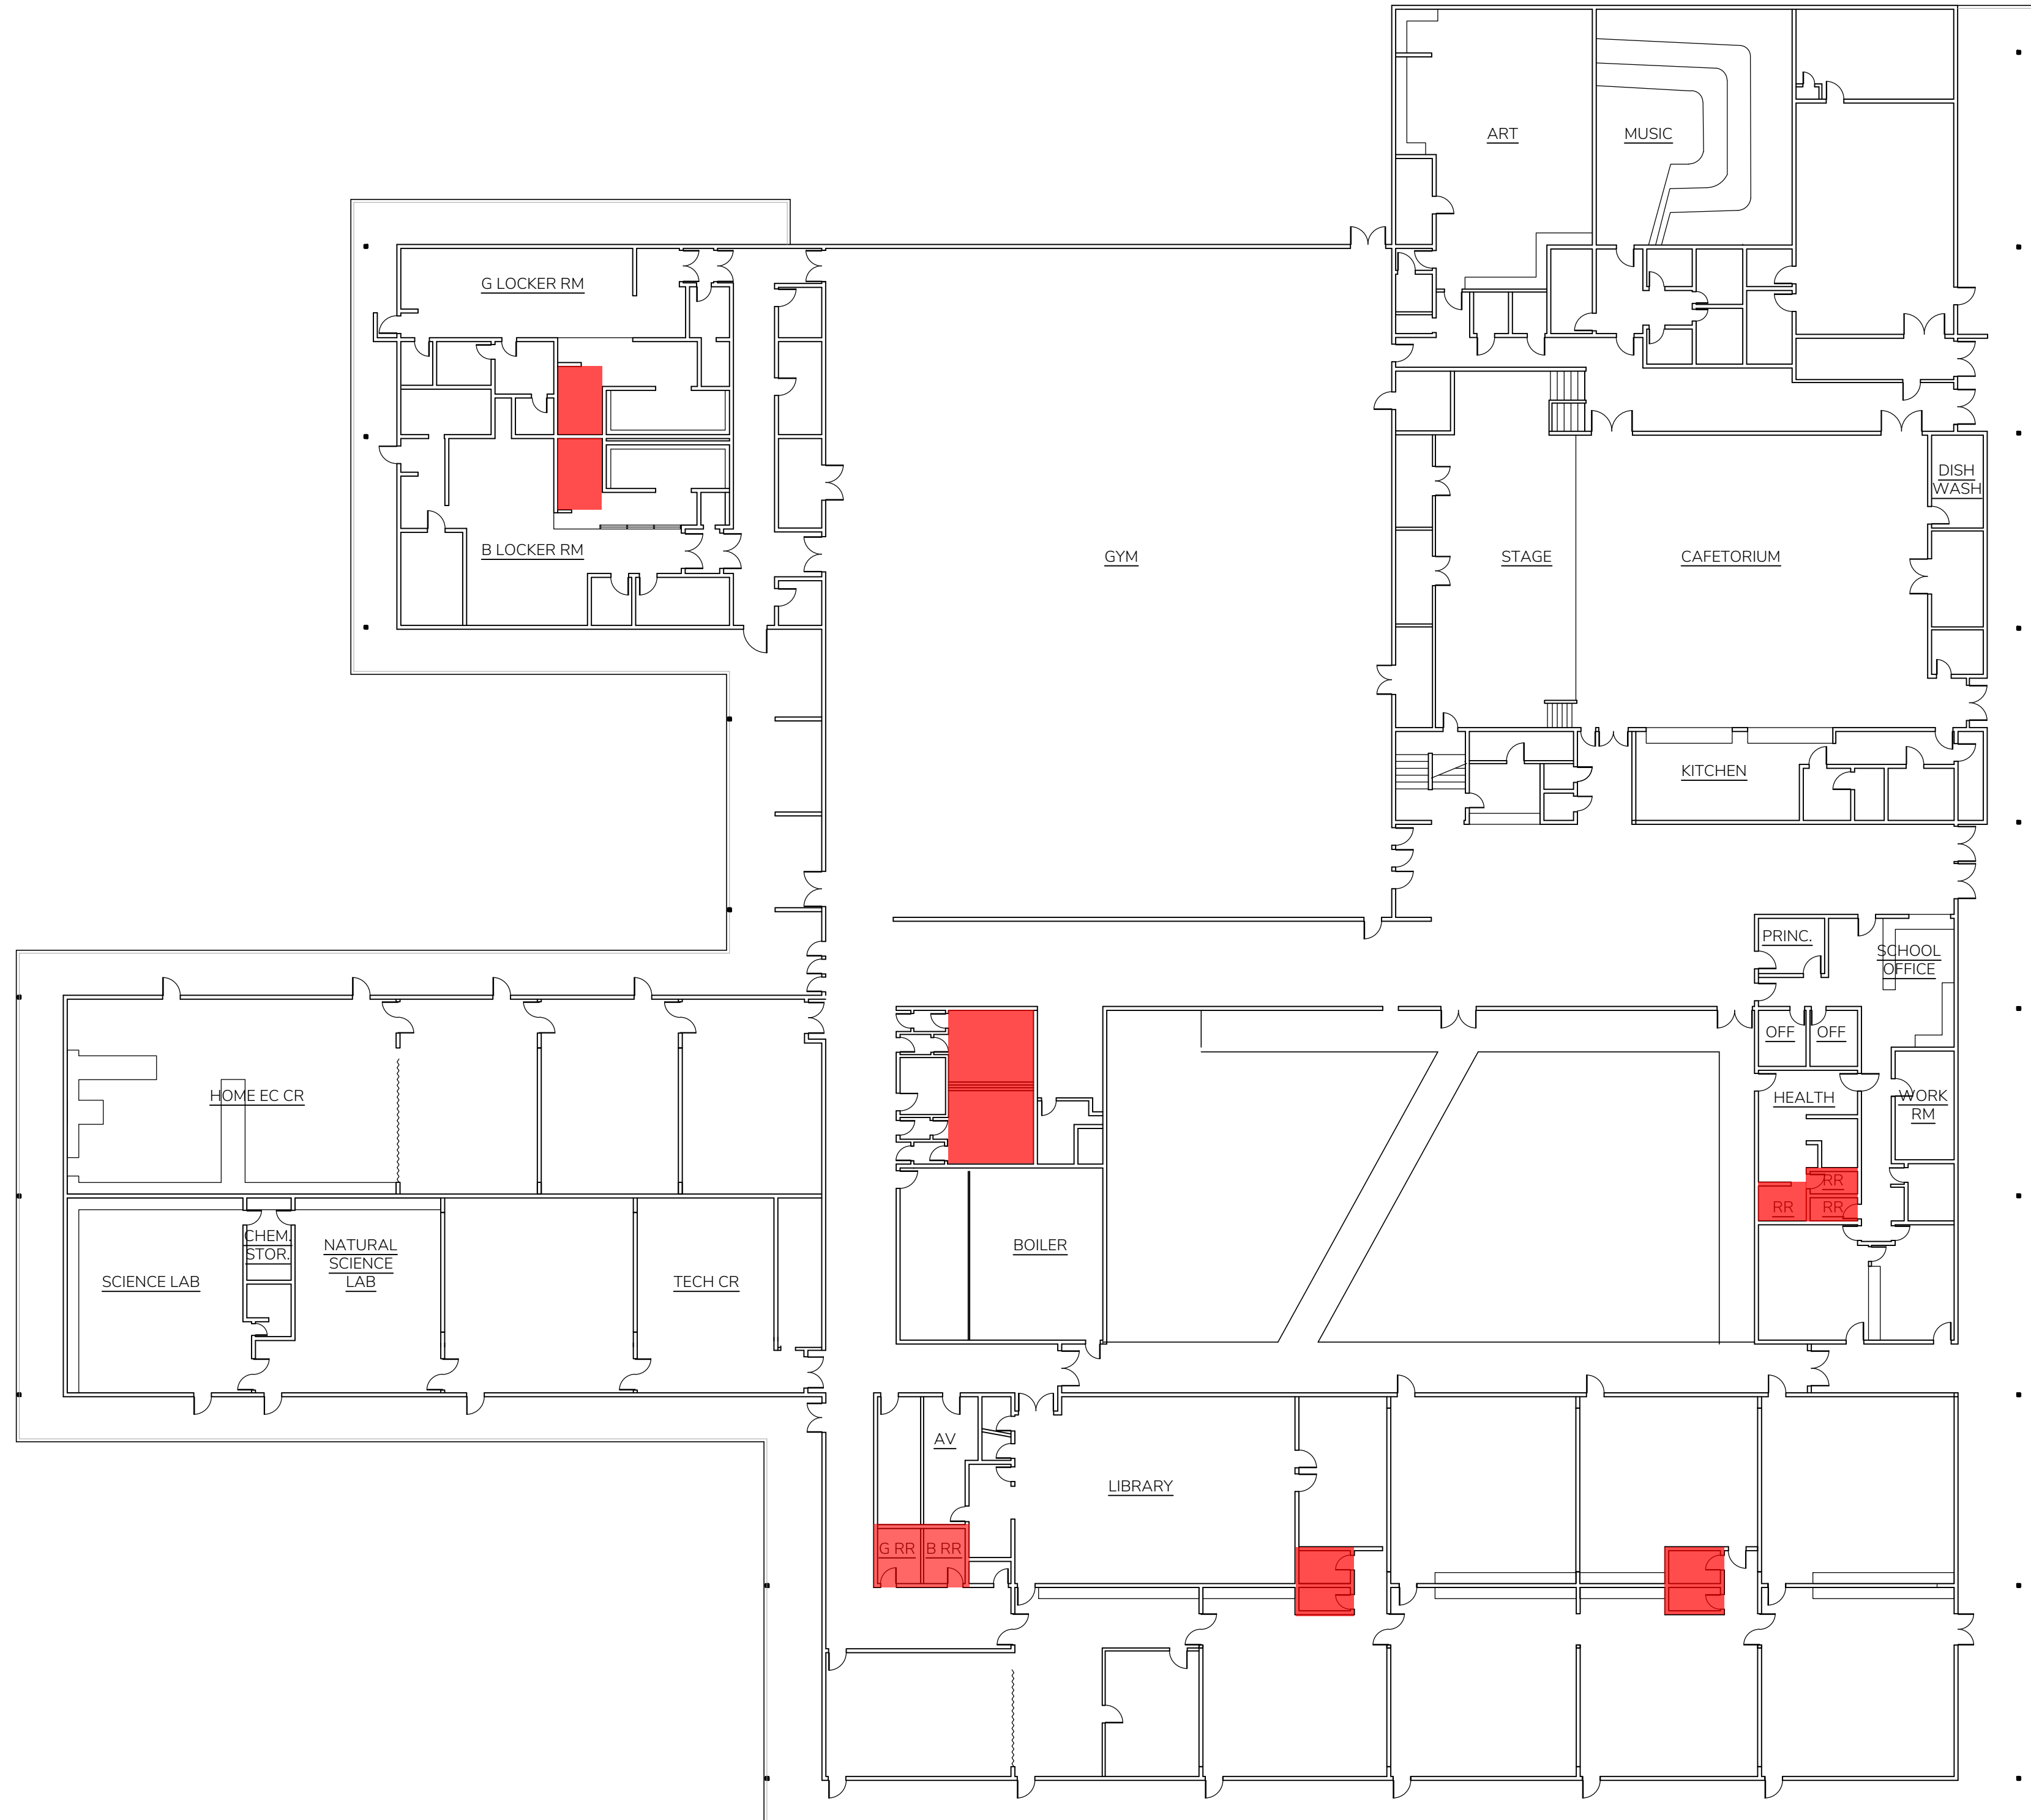 ART
MUSIC
G LOCKER RM
DISH
WASH
B LOCKER RM
GYM
STAGE
CAFETORIUM
KITCHEN
PRINC.
SCHOOL
OFFICE
OFF
OFF
HOME EC CR
HEALTH
WORK
RM
RR
RR
RR
CHEM.
STOR.
NATURAL
SCIENCE
LAB
BOILER
SCIENCE LAB
TECH CR
AV
LIBRARY
G RR
B RR